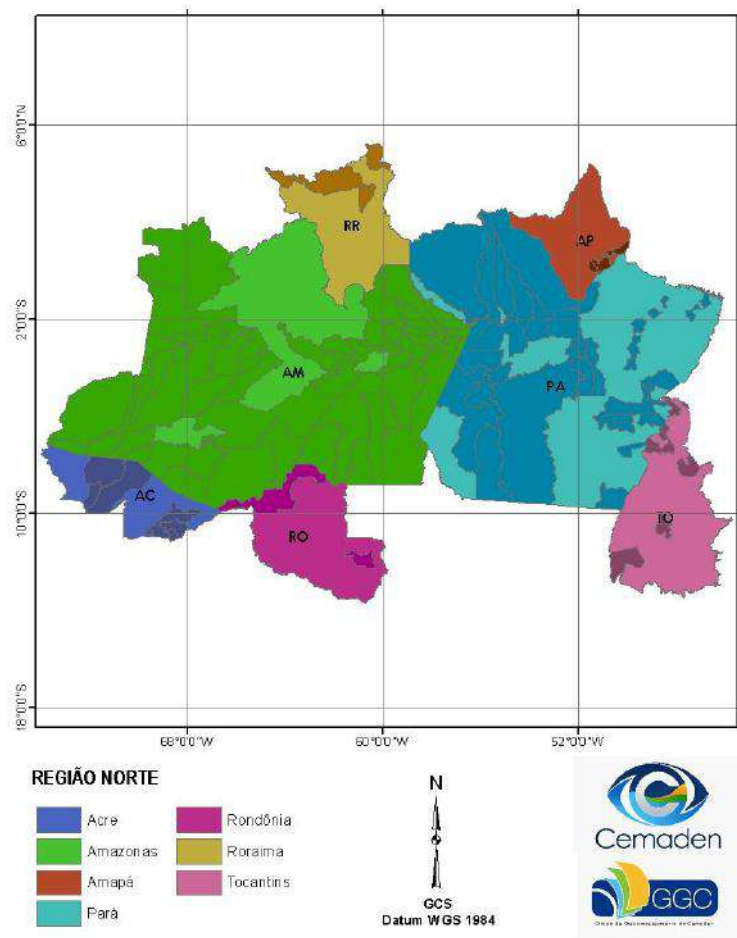 6°0'0"N
RR
AP
2°0'0"S
AM
PA
AC
10°0'0"S
RO
TO
18°0'0"S
68°0'0"W
60°0'0"W
52°0'0"W
REGIÃO NORTE
N
Acre
Rondônia
Amazonas
Roraima
Amapá
Tocantins
Pará
GCS
Datum WGS 1984
Cemaden
GGC